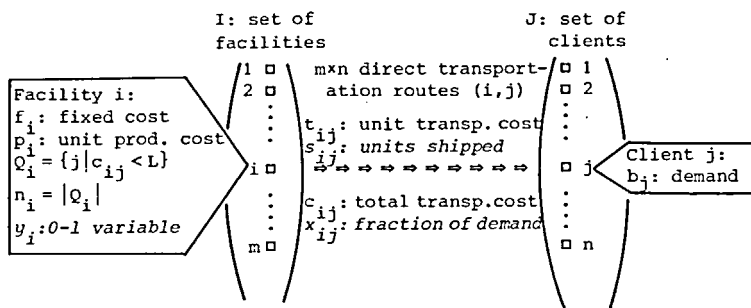 I: set of
facilities
J: set of
clients
Facility i:
f_i: fixed cost
p_i: unit prod. cost
Q_i = {j|c_ij < L}
n_i = |Q_i|
y_i: 0-1 variable
1
2
i
m
m×n direct transport-
ation routes (i,j)
t_ij: unit transp. cost
s_ij: units shipped
⇒ ⇒ ⇒ ⇒ ⇒ ⇒ ⇒ ⇒ ⇒ ⇒
c_ij: total transp.cost
x_ij: fraction of demand
1
2
j
n
Client j:
b_j: demand